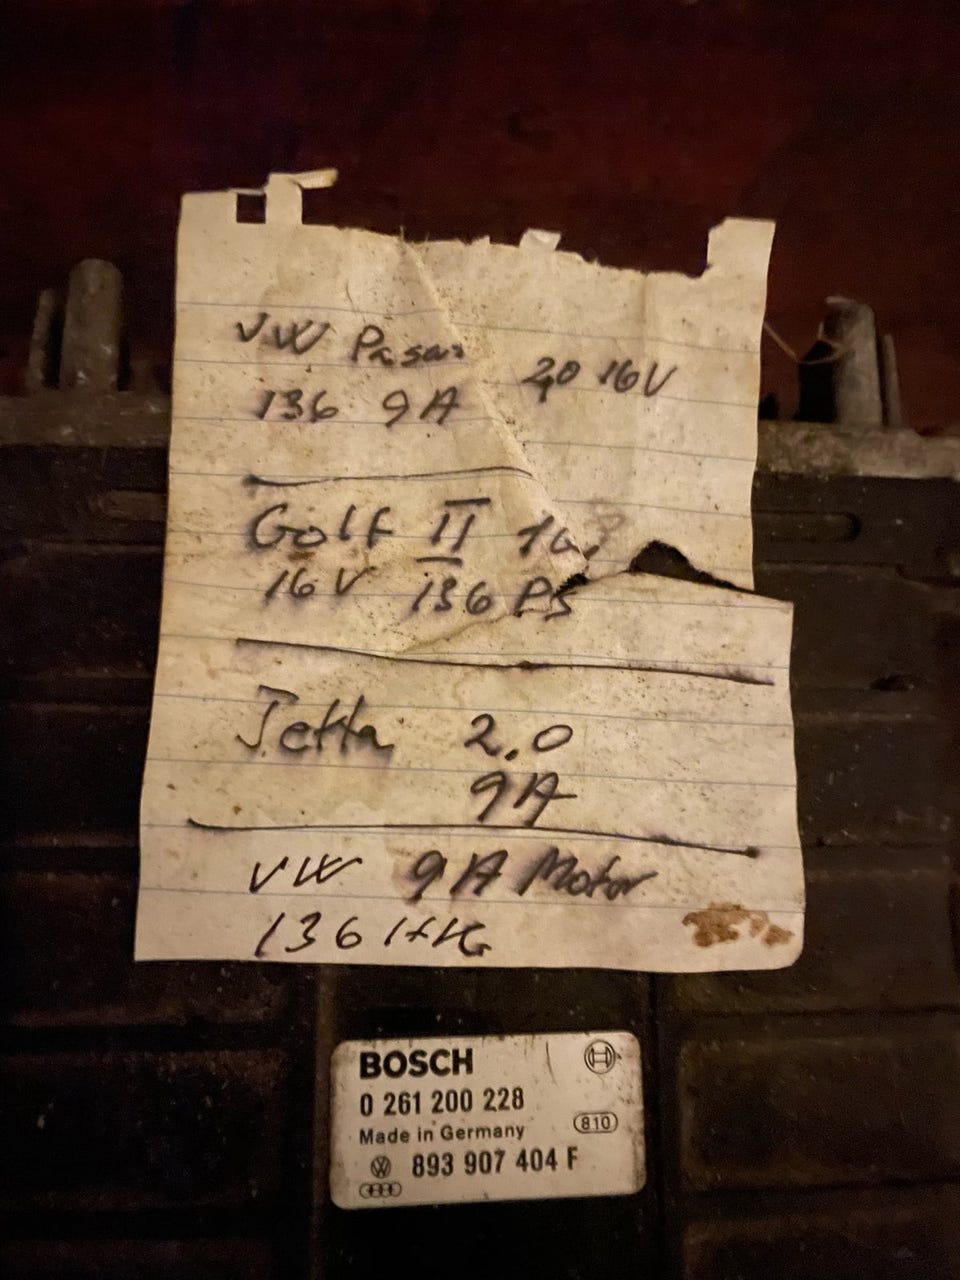 VW Passat
2,0 16V
136 9A
Golf II
16V 136 PS
Jetta 2.0
9A
VW 9A Motor
136
BOSCH
0 261 200 228
Made in Germany
810
893 907 404 F